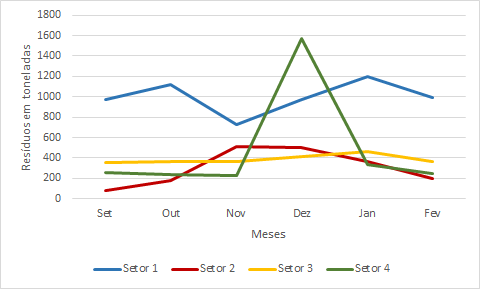 1800
1600
1400
1200
1000
800
600
400
200
0
Resíduos em toneladas
Set Out Nov Dez Jan Fev
Meses
Setor 1 Setor 2 Setor 3 Setor 4